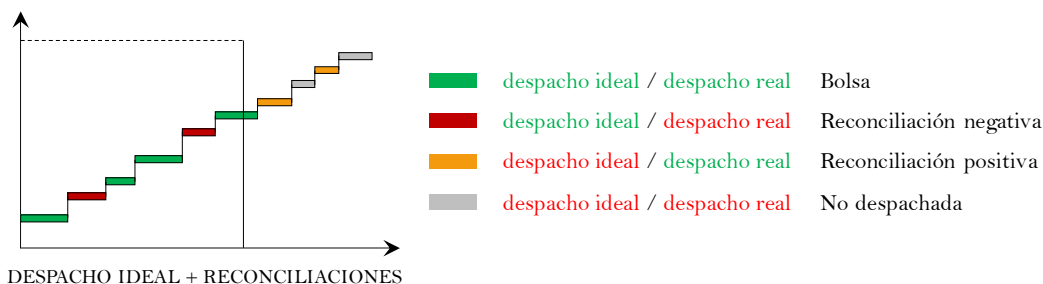 despacho ideal / despacho real Bolsa
despacho ideal / despacho real Reconciliación negativa
despacho ideal / despacho real Reconciliación positiva
despacho ideal / despacho real No despachada
DESPACHO IDEAL + RECONCILIACIONES